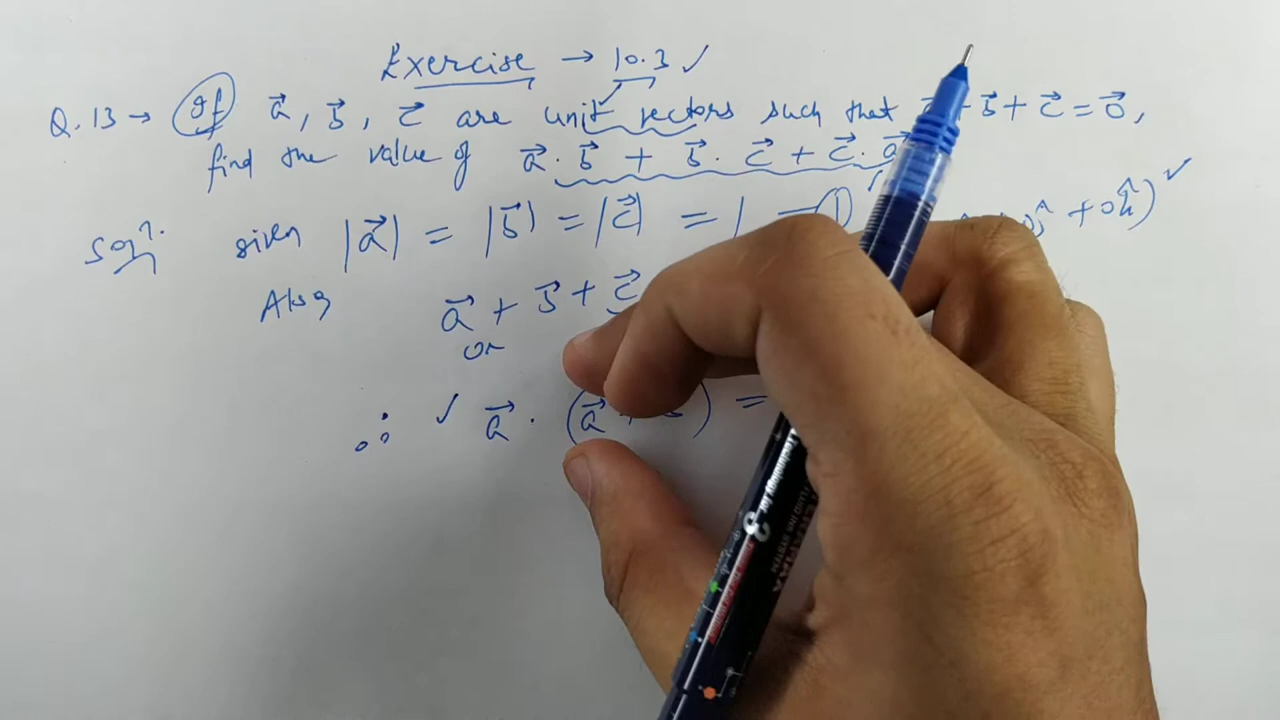 Exercise → 10.3 ✓
Q.13 → If a⃗, b⃗, c⃗ are unit vectors such that + b⃗ + c⃗ = 0⃗,
find the value of a⃗ . b⃗ + b⃗ . c⃗ + c⃗ . a⃗
Solⁿ. given |a⃗| = |b⃗| = |c⃗| = 1 — ① + 0k̂) ✓
Also a⃗ + b⃗ + c⃗
or
∴ ✓ a⃗ . (a⃗ + ) =